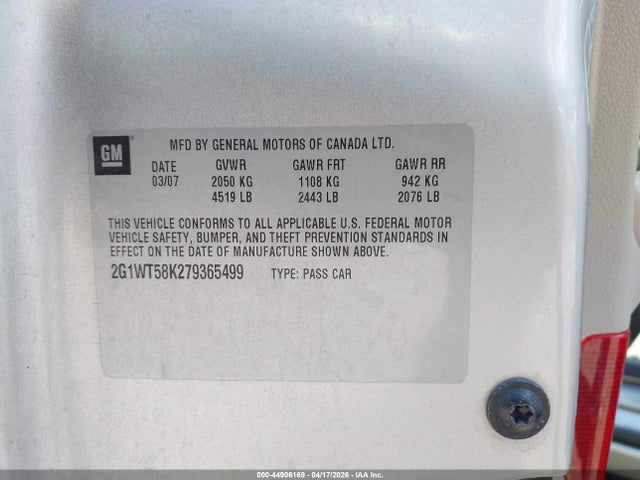 GM
MFD BY GENERAL MOTORS OF CANADA LTD.
DATE GVWR GAWR FRT GAWR RR
03/07 2050 KG 1108 KG 942 KG
4519 LB 2443 LB 2076 LB
THIS VEHICLE CONFORMS TO ALL APPLICABLE U.S. FEDERAL MOTOR
VEHICLE SAFETY, BUMPER, AND THEFT PREVENTION STANDARDS IN
EFFECT ON THE DATE OF MANUFACTURE SHOWN ABOVE.
2G1WT58K279365499 TYPE: PASS CAR
000-44906169 - 04/17/2026 - IAA Inc.